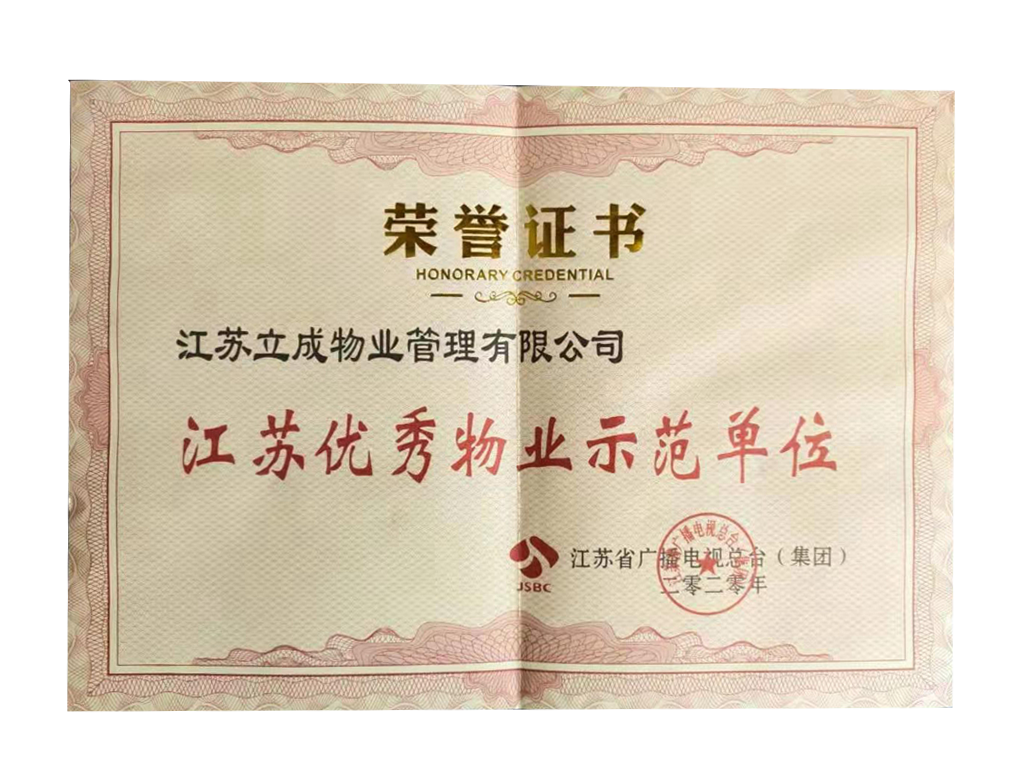 荣誉证书
HONORARY CREDENTIAL
江苏立成物业管理有限公司
江苏优秀物业示范单位
JSBC
江苏省广播电视总台（集团）
二零二零年